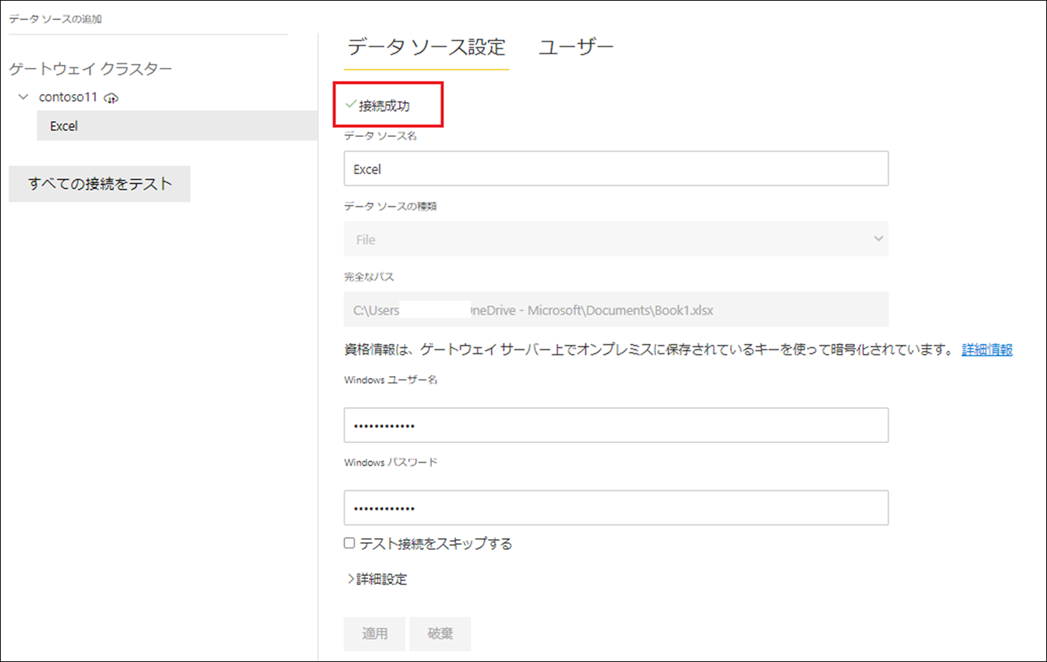 データ ソースの追加
ゲートウェイ クラスター
contoso11
Excel
すべての接続をテスト
データ ソース設定
ユーザー
接続成功
データ ソース名
Excel
データ ソースの種類
File
完全なパス
C:\Users neDrive - Microsoft\Documents\Book1.xlsx
資格情報は、ゲートウェイ サーバー上でオンプレミスに保存されているキーを使って暗号化されています。 詳細情報
Windows ユーザー名
••••••••••••
Windows パスワード
••••••••••••
テスト接続をスキップする
>詳細設定
適用
破棄